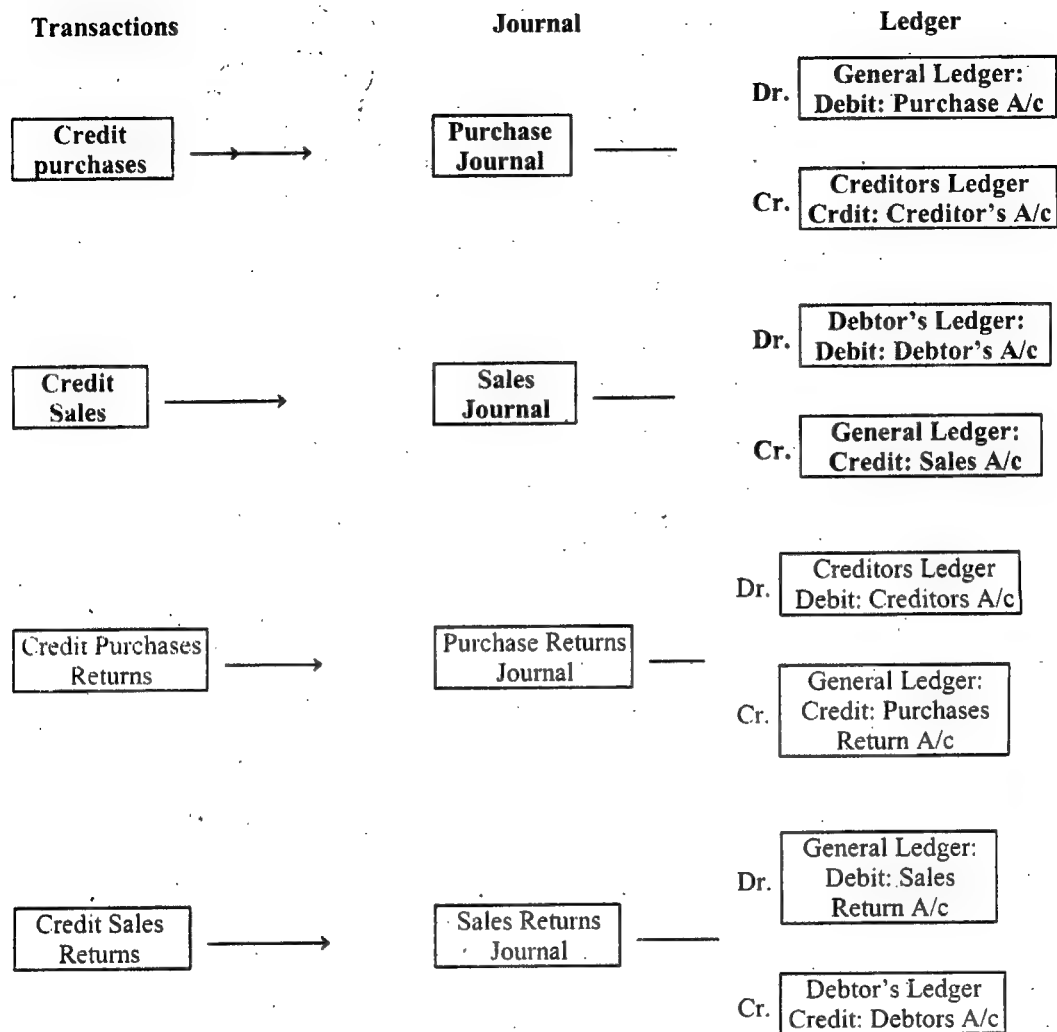 Transactions
Journal
Ledger
Credit
purchases
Purchase
Journal
Dr.
General Ledger:
Debit: Purchase A/c
Cr.
Creditors Ledger
Crdit: Creditor's A/c
Credit
Sales
Sales
Journal
Dr.
Debtor's Ledger:
Debit: Debtor's A/c
Cr.
General Ledger:
Credit: Sales A/c
Credit Purchases
Returns
Purchase Returns
Journal
Dr.
Creditors Ledger
Debit: Creditors A/c
Cr.
General Ledger:
Credit: Purchases
Return A/c
Credit Sales
Returns
Sales Returns
Journal
Dr.
General Ledger:
Debit: Sales
Return A/c
Cr.
Debtor's Ledger
Credit: Debtors A/c